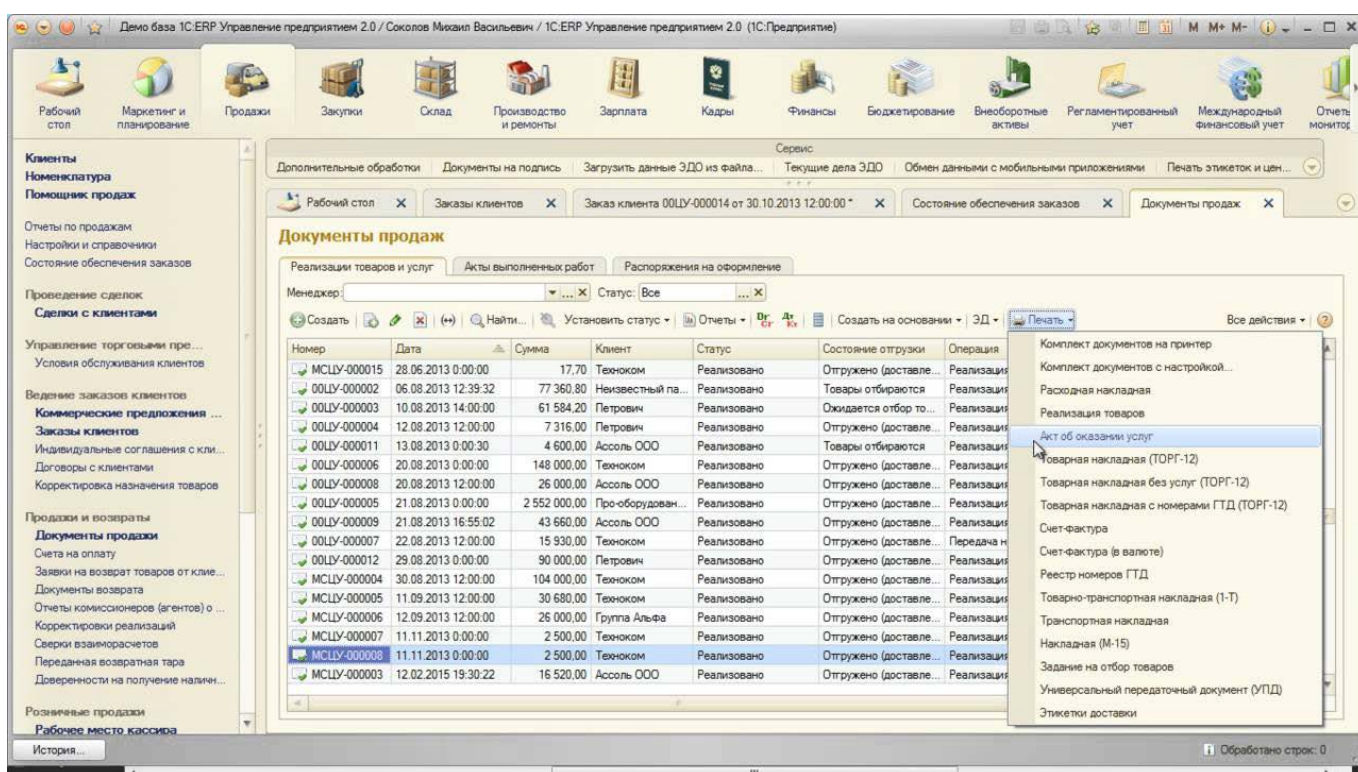 Демо база 1С:ERP Управление предприятием 2.0 / Соколов Михаил Васильевич / 1С:ERP Управление предприятием 2.0 (1С:Предприятие)
M M+ M-
Рабочий стол
Маркетинг и планирование
Продажи
Закупки
Склад
Производство и ремонты
Зарплата
Кадры
Финансы
Бюджетирование
Внеоборотные активы
Регламентированный учет
Международный финансовый учет
Отчеты монитор
Клиенты
Номенклатура
Помощник продаж
Отчеты по продажам
Настройки и справочники
Состояние обеспечения заказов
Проведение сделок
Сделки с клиентами
Управление торговыми пре...
Условия обслуживания клиентов
Ведение заказов клиентов
Коммерческие предложения ...
Заказы клиентов
Индивидуальные соглашения с кли...
Договоры с клиентами
Корректировка назначения товаров
Продажи и возвраты
Документы продажи
Счета на оплату
Заявки на возврат товаров от клие...
Документы возврата
Отчеты комиссионеров (агентов) о ...
Корректировки реализаций
Сверки взаиморасчетов
Переданная возвратная тара
Доверенности на получение наличн...
Розничные продажи
Рабочее место кассира
Сервис
Дополнительные обработки Документы на подпись Загрузить данные ЭДО из файла... Текущие дела ЭДО Обмен данными с мобильными приложениями Печать этикеток и цен...
Рабочий стол Заказы клиентов Заказ клиента 00ЦУ-000014 от 30.10.2013 12:00:00 * Состояние обеспечения заказов Документы продаж
Документы продаж
Реализации товаров и услуг Акты выполненных работ Распоряжения на оформление
Менеджер: Статус: Все
Создать Найти... Установить статус Отчеты Dr Cr Дт Кт Создать на основании ЭД Печать Все действия
Номер Дата Сумма Клиент Статус Состояние отгрузки Операция
МСЦУ-000015 28.06.2013 0:00:00 17,70 Техноком Реализовано Отгружено (доставле... Реализация
00ЦУ-000002 06.08.2013 12:39:32 77 360,80 Неизвестный па... Реализовано Товары отбираются Реализация
00ЦУ-000003 10.08.2013 14:00:00 61 584,20 Петрович Реализовано Ожидается отбор то... Реализация
00ЦУ-000004 12.08.2013 12:00:00 7 316,00 Петрович Реализовано Отгружено (доставле... Реализация
00ЦУ-000011 13.08.2013 0:00:30 4 600,00 Ассоль ООО Реализовано Товары отбираются Реализация
00ЦУ-000006 20.08.2013 0:00:00 148 000,00 Техноком Реализовано Отгружено (доставле... Реализация
00ЦУ-000008 20.08.2013 12:00:00 26 000,00 Ассоль ООО Реализовано Отгружено (доставле... Реализация
00ЦУ-000005 21.08.2013 0:00:00 2 552 000,00 Про-оборудован... Реализовано Отгружено (доставле... Реализация
00ЦУ-000009 21.08.2013 16:55:02 43 660,00 Ассоль ООО Реализовано Отгружено (доставле... Реализация
00ЦУ-000007 22.08.2013 12:00:00 15 930,00 Техноком Реализовано Отгружено (доставле... Передача н
00ЦУ-000012 29.08.2013 0:00:00 90 000,00 Петрович Реализовано Отгружено (доставле... Реализация
МСЦУ-000004 30.08.2013 12:00:00 104 000,00 Техноком Реализовано Отгружено (доставле... Реализация
МСЦУ-000005 11.09.2013 12:00:00 30 680,00 Техноком Реализовано Отгружено (доставле... Реализация
МСЦУ-000006 12.09.2013 12:00:00 26 000,00 Группа Альфа Реализовано Отгружено (доставле... Реализация
МСЦУ-000007 11.11.2013 0:00:00 2 500,00 Техноком Реализовано Отгружено (доставле... Реализация
МСЦУ-000008 11.11.2013 0:00:00 2 500,00 Техноком Реализовано Отгружено (доставле... Реализация
МСЦУ-000003 12.02.2015 19:30:22 16 520,00 Ассоль ООО Реализовано Отгружено (доставле... Реализация
Комплект документов на принтер
Комплект документов с настройкой...
Расходная накладная
Реализация товаров
Акт об оказании услуг
Товарная накладная (ТОРГ-12)
Товарная накладная без услуг (ТОРГ-12)
Товарная накладная с номерами ГТД (ТОРГ-12)
Счет-фактура
Счет-фактура (в валюте)
Реестр номеров ГТД
Товарно-транспортная накладная (1-Т)
Транспортная накладная
Накладная (М-15)
Задание на отбор товаров
Универсальный передаточный документ (УПД)
Этикетки доставки
История...
Обработано строк: 0